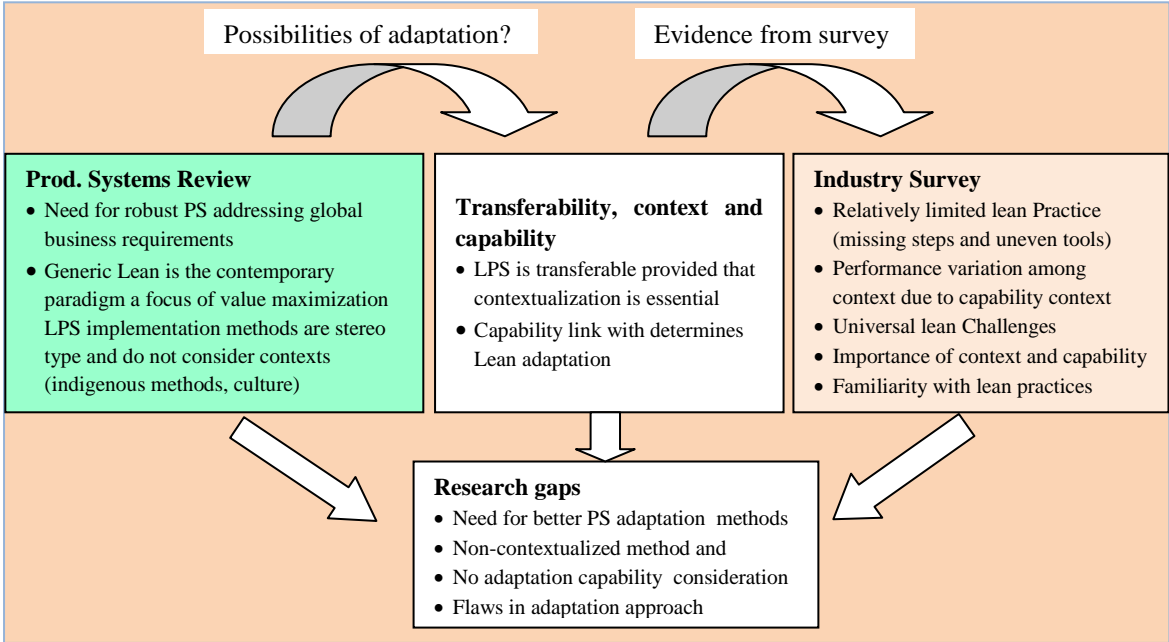 Possibilities of adaptation?
Evidence from survey
Prod. Systems Review
• Need for robust PS addressing global
business requirements
• Generic Lean is the contemporary
paradigm a focus of value maximization
LPS implementation methods are stereo
type and do not consider contexts
(indigenous methods, culture)
Transferability, context and
capability
• LPS is transferable provided that
contextualization is essential
• Capability link with determines
Lean adaptation
Industry Survey
• Relatively limited lean Practice
(missing steps and uneven tools)
• Performance variation among
context due to capability context
• Universal lean Challenges
• Importance of context and capability
• Familiarity with lean practices
Research gaps
• Need for better PS adaptation methods
• Non-contextualized method and
• No adaptation capability consideration
• Flaws in adaptation approach